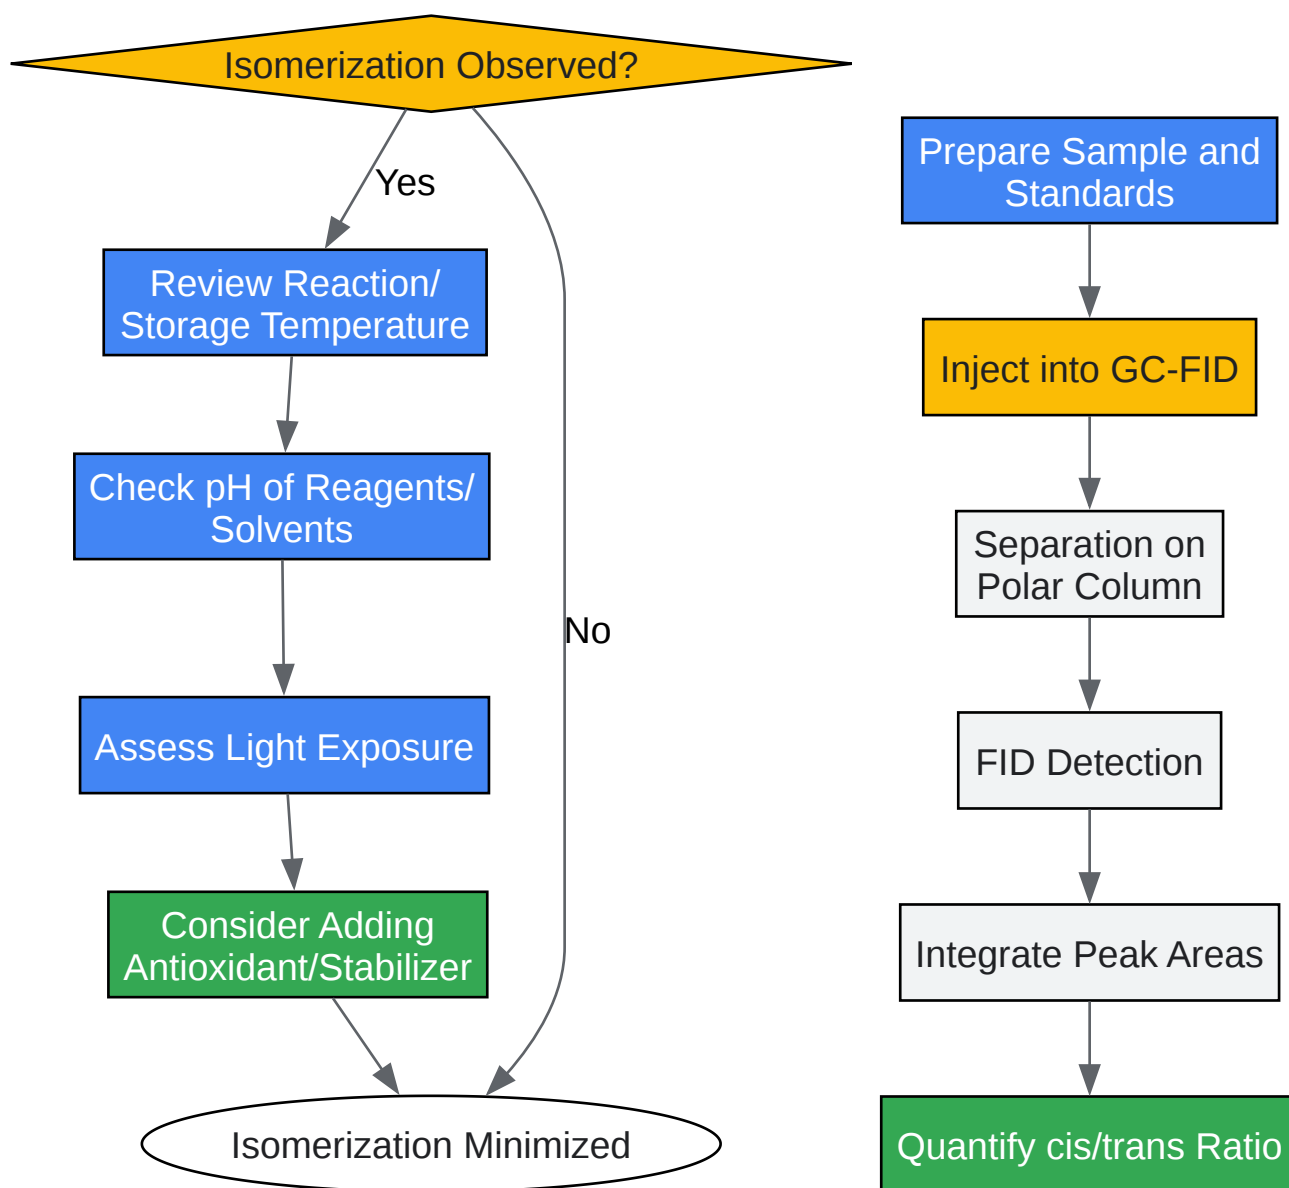 Isomerization Observed?
Yes
Review Reaction/
Storage Temperature
Check pH of Reagents/
Solvents
No
Assess Light Exposure
Consider Adding
Antioxidant/Stabilizer
Isomerization Minimized
Prepare Sample and
Standards
Inject into GC-FID
Separation on
Polar Column
FID Detection
Integrate Peak Areas
Quantify cis/trans Ratio